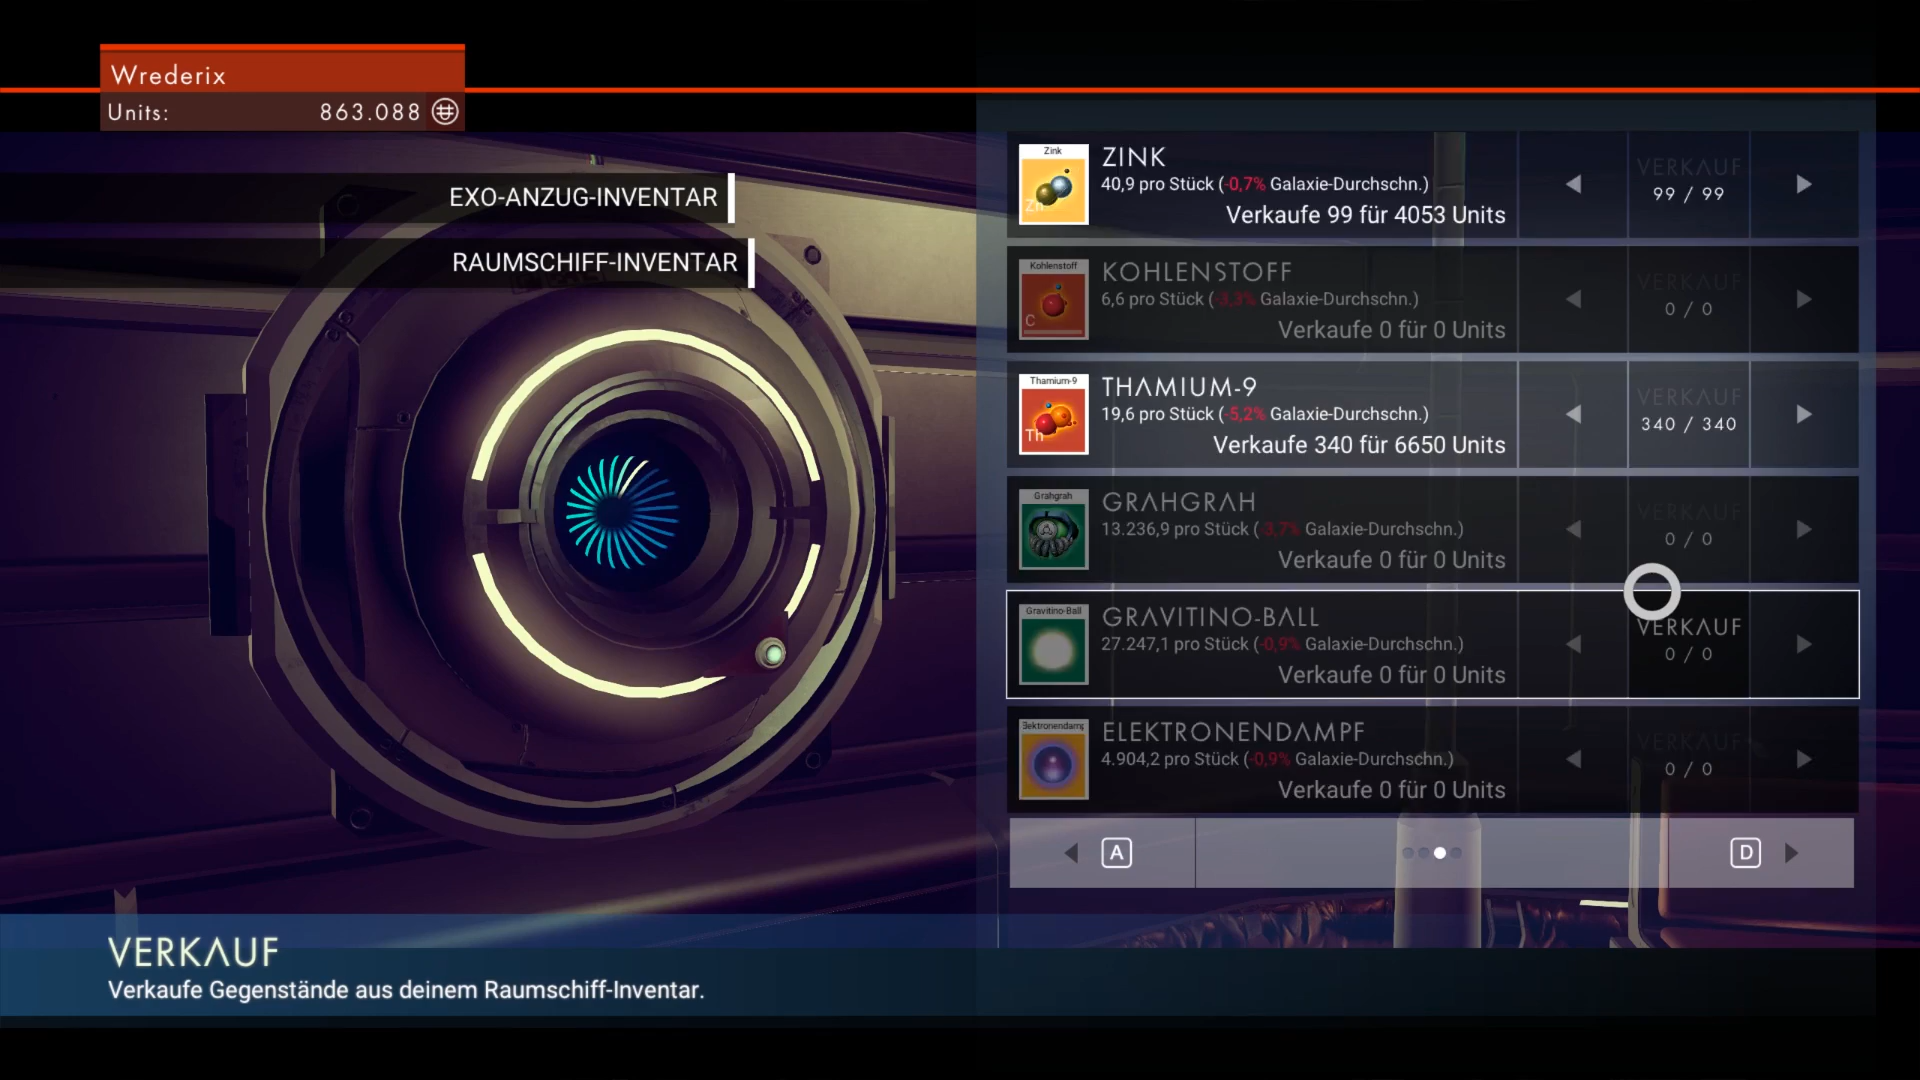 Wrederix
Units: 863.088
EXO-ANZUG-INVENTAR
RAUMSCHIFF-INVENTAR
Zink
Zn
ZINK
40,9 pro Stück (-0,7% Galaxie-Durchschn.)
Verkaufe 99 für 4053 Units
VERKAUF
99 / 99
Kohlenstoff
C
KOHLENSTOFF
6,6 pro Stück (-3,3% Galaxie-Durchschn.)
Verkaufe 0 für 0 Units
VERKAUF
0 / 0
Thamium-9
Th
THAMIUM-9
19,6 pro Stück (-5,2% Galaxie-Durchschn.)
Verkaufe 340 für 6650 Units
VERKAUF
340 / 340
Grahgrah
GRAHGRAH
13.236,9 pro Stück (-3,7% Galaxie-Durchschn.)
Verkaufe 0 für 0 Units
VERKAUF
0 / 0
Gravitino-Ball
GRAVITINO-BALL
27.247,1 pro Stück (-0,9% Galaxie-Durchschn.)
Verkaufe 0 für 0 Units
VERKAUF
0 / 0
Elektronendampf
ELEKTRONENDAMPF
4.904,2 pro Stück (-0,9% Galaxie-Durchschn.)
Verkaufe 0 für 0 Units
VERKAUF
0 / 0
A
D
VERKAUF
Verkaufe Gegenstände aus deinem Raumschiff-Inventar.